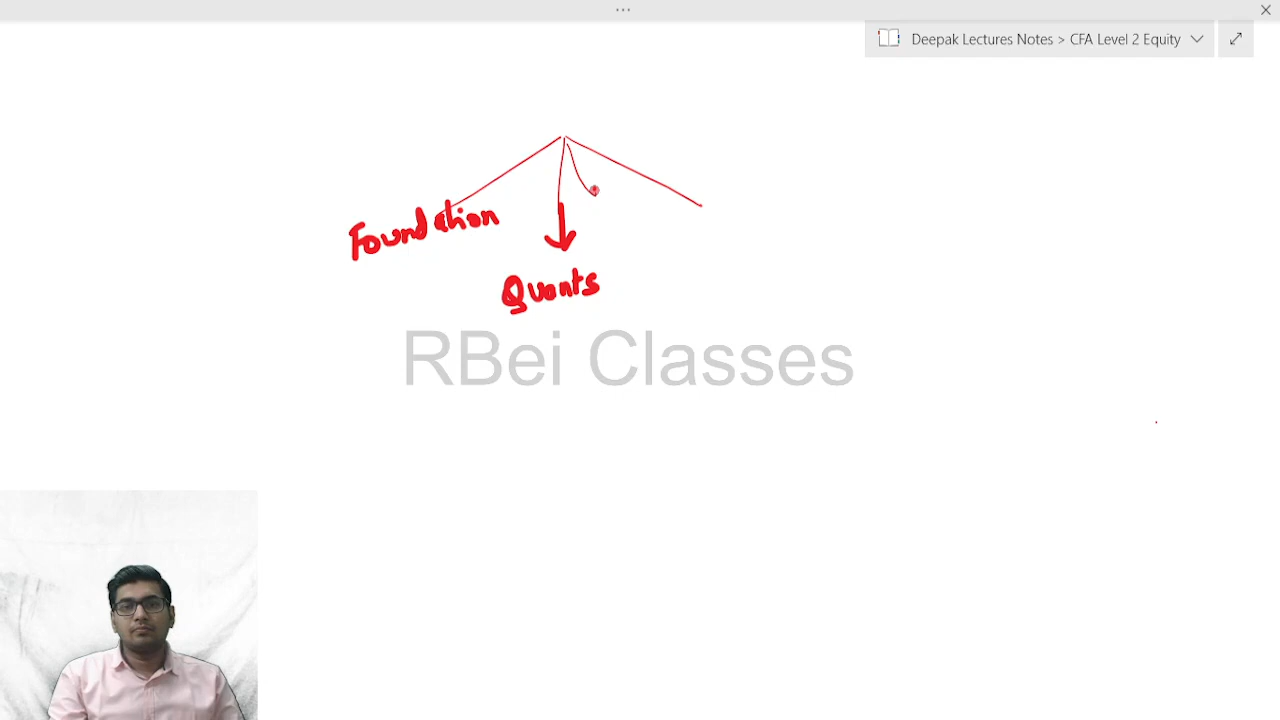 Deepak Lectures Notes > CFA Level 2 Equity
Foundation
Quants
RBei Classes